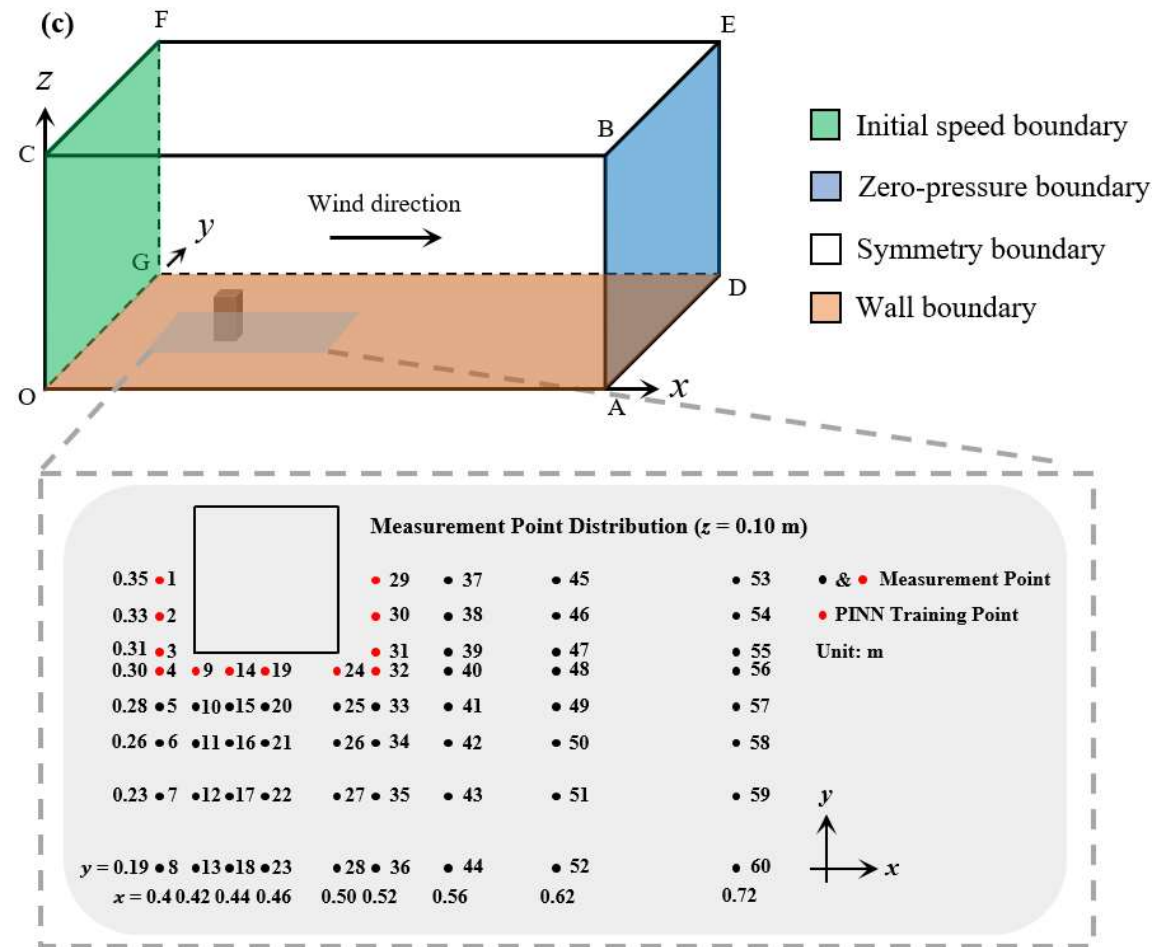 (c)
F
E
z
C
B
Wind direction
y
G
D
O
A
x
Initial speed boundary
Zero-pressure boundary
Symmetry boundary
Wall boundary
Measurement Point Distribution (z = 0.10 m)
0.35 1 29 37 45 53
0.33 2 30 38 46 54
0.31 3 31 39 47 55
0.30 4 9 14 19 24 32 40 48 56
0.28 5 10 15 20 25 33 41 49 57
0.26 6 11 16 21 26 34 42 50 58
0.23 7 12 17 22 27 35 43 51 59
y = 0.19 8 13 18 23 28 36 44 52 60
x = 0.4 0.42 0.44 0.46 0.50 0.52 0.56 0.62 0.72
& Measurement Point
PINN Training Point
Unit: m
y
x